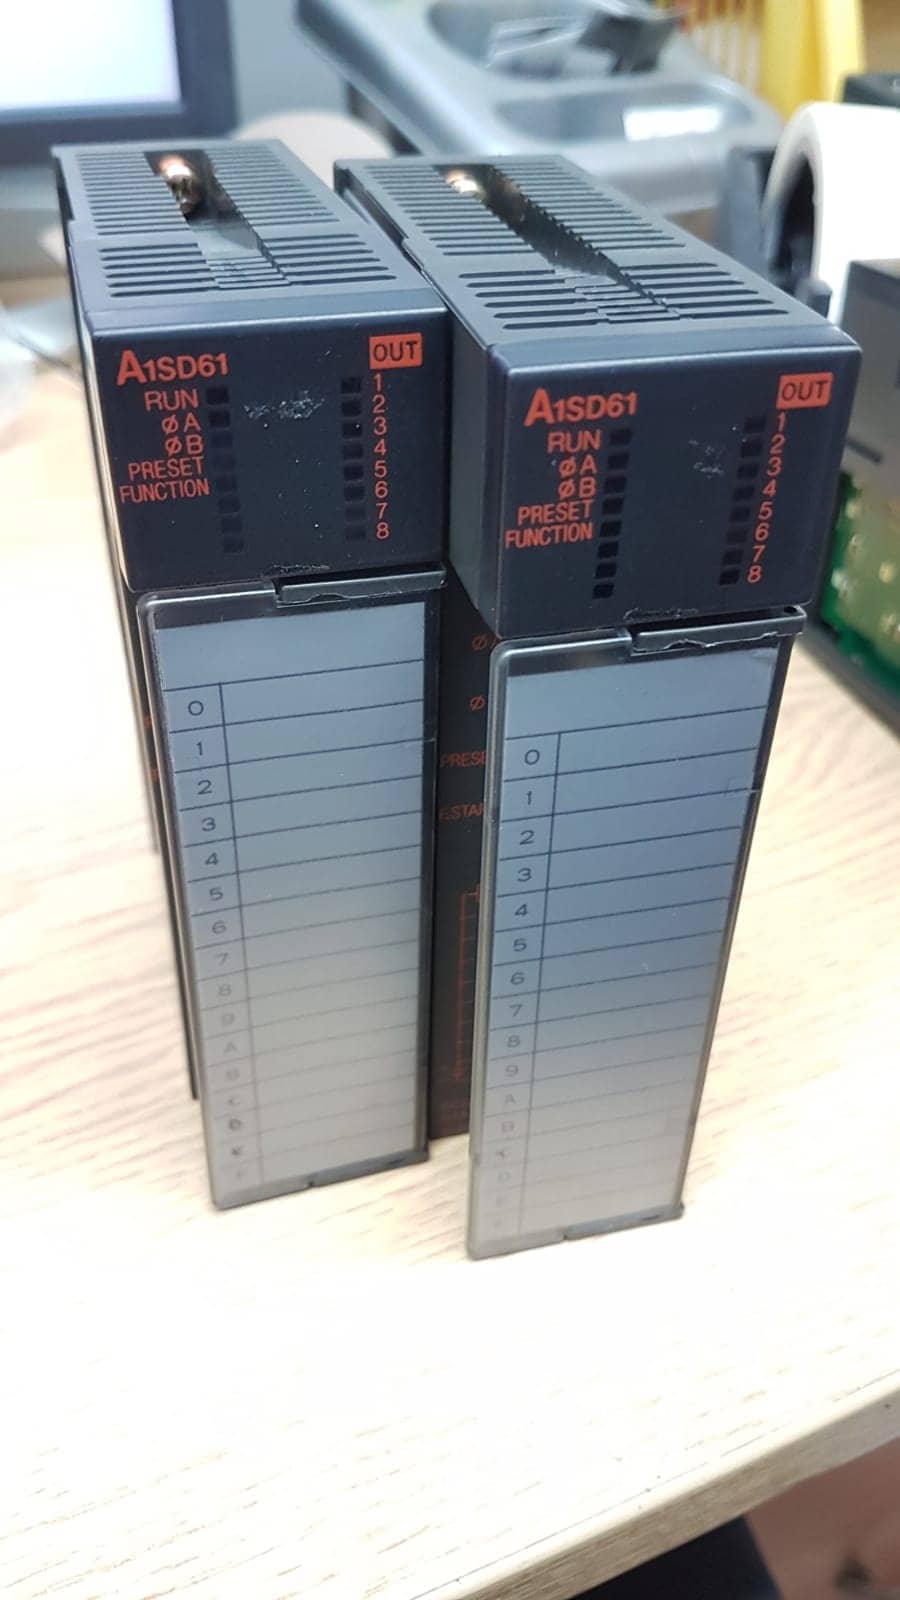 A1SD61
OUT
RUN
ØA
ØB
PRESET
FUNCTION
1
2
3
4
5
6
7
8
0
1
2
3
4
5
6
7
8
9
A
B
C
D
A1SD61
OUT
RUN
ØA
ØB
PRESET
FUNCTION
1
2
3
4
5
6
7
8
Ø
Ø
PRESE
0
1
2
3
4
5
6
7
8
9
A
B
C
D
E